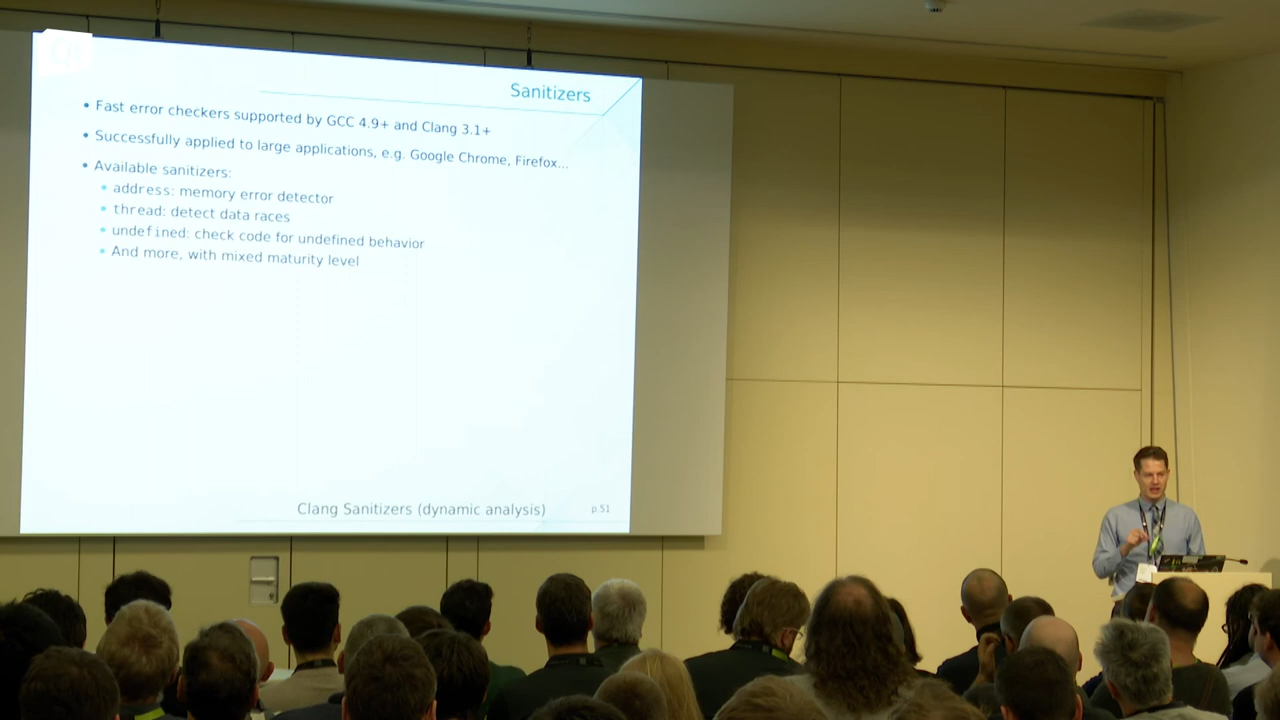 Sanitizers
• Fast error checkers supported by GCC 4.9+ and Clang 3.1+
• Successfully applied to large applications, e.g. Google Chrome, Firefox...
• Available sanitizers:
• address: memory error detector
• thread: detect data races
• undefined: check code for undefined behavior
• And more, with mixed maturity level
Clang Sanitizers (dynamic analysis)
p.51